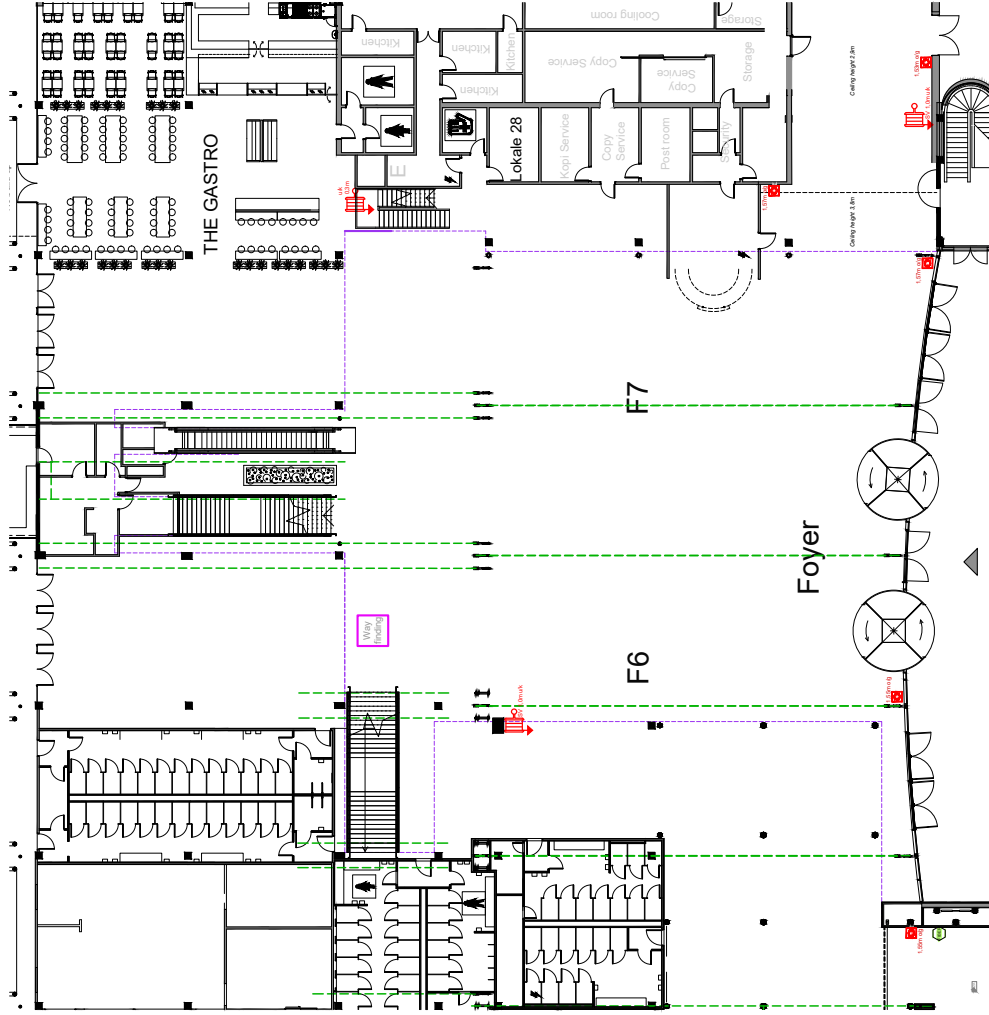 Cooling room
Storage
Kitchen
Kitchen
Kitchen
Kitchen
Copy
Service
Copy
Service
Storage
Ceiling height 2,8m
THE GASTRO
E
Lokale 28
Kopi Service
Copy
Service
Post room
Security
Ceiling height 3,8m
F7
Foyer
Way
finding
F6